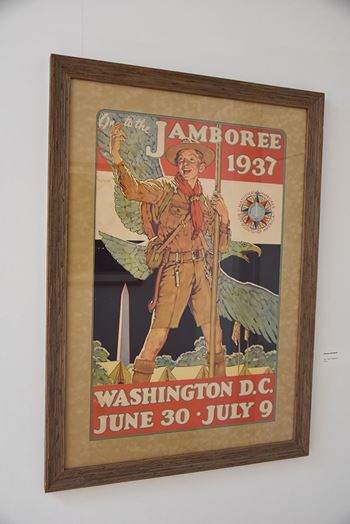 On to the
JAMBOREE
1937
WASHINGTON D.C.
JUNE 30 · JULY 9